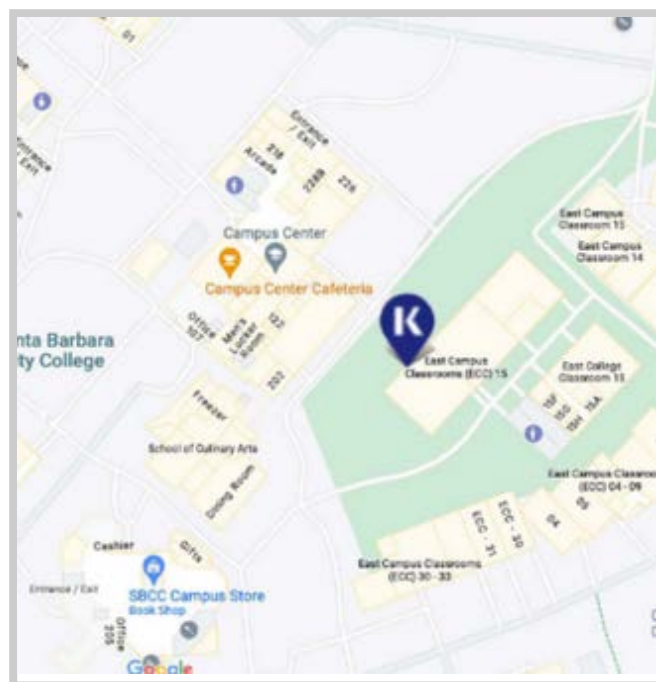 01
Entrance
/ Exit
Entrance
/ Exit
218
Arcade
228B
226
East Campus
Classroom 15
East Campus
Classroom 14
Campus Center
Campus Center Cafeteria
Office
107
Men's
Locker
Room
122
202
K
nta Barbara
ty College
East Campus
Classrooms (ECC) 15
East College
Classroom 13
15F
15G
15H
15A
Freezer
School of Culinary Arts
Dining Room
East Campus Classroo
(ECC) 04 - 09
ECC - 31
ECC - 30
04
05
East Campus Classrooms
(ECC) 30 - 33
Cashier
Gifts
Entrance / Exit
SBCC Campus Store
Book Shop
Office
205
Google